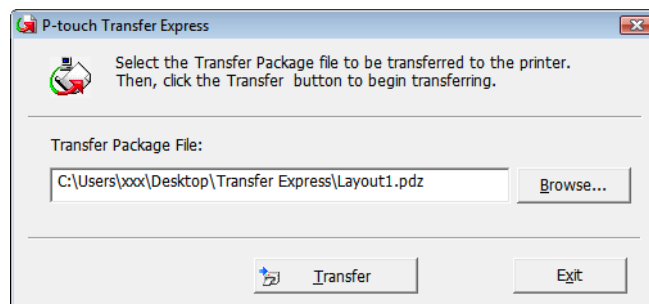 P-touch Transfer Express
Select the Transfer Package file to be transferred to the printer.
Then, click the Transfer button to begin transferring.
Transfer Package File:
C:\Users\xxx\Desktop\Transfer Express\Layout1.pdz
Browse...
Transfer
Exit